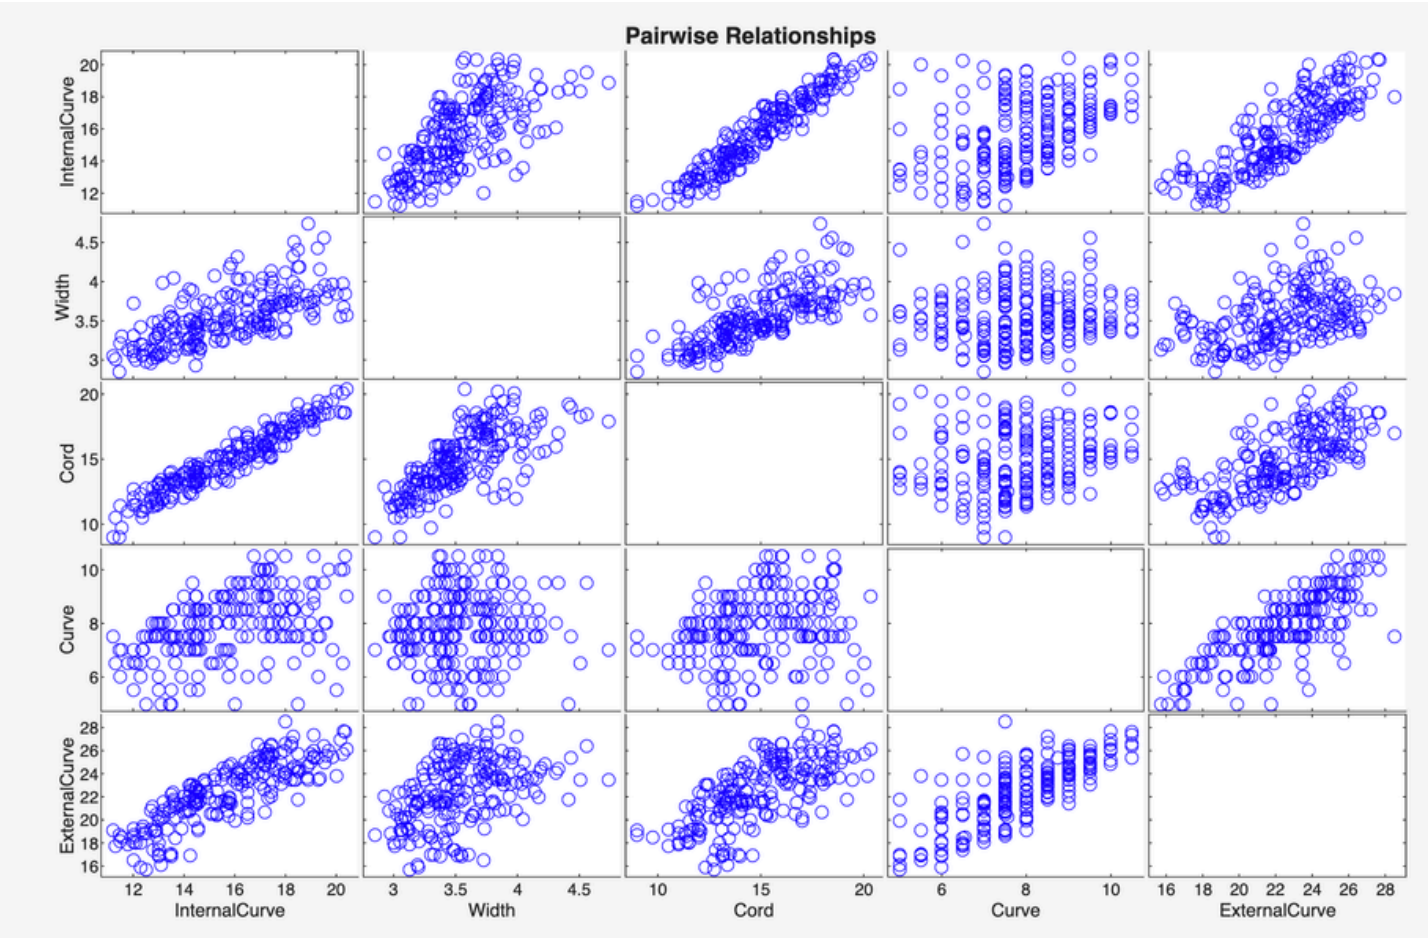 Pairwise Relationships
InternalCurve
20
18
16
14
12
Width
4.5
4
3.5
3
Cord
20
15
10
Curve
10
8
6
ExternalCurve
28
26
24
22
20
18
16
12 14 16 18 20 3 3.5 4 4.5 10 15 20 6 8 10 16 18 20 22 24 26 28
InternalCurve Width Cord Curve ExternalCurve